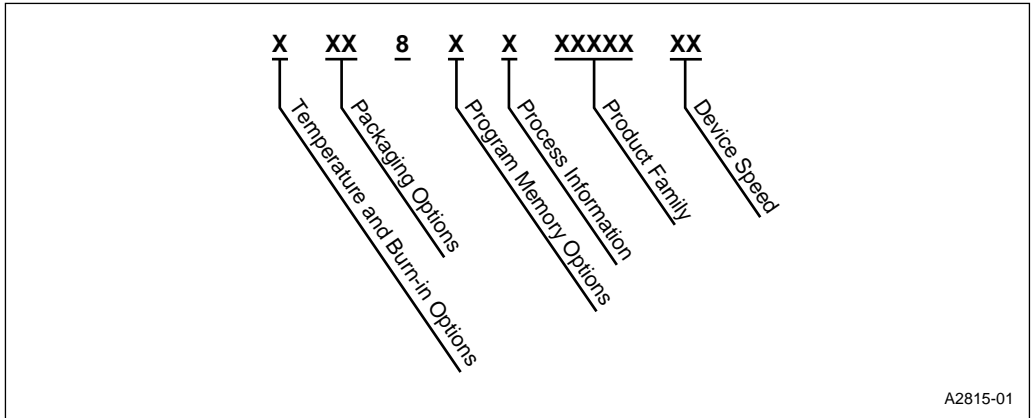 X XX 8 X X XXXXX XX
Temperature and Burn-in Options
Packaging Options
Program Memory Options
Process Information
Product Family
Device Speed
A2815-01